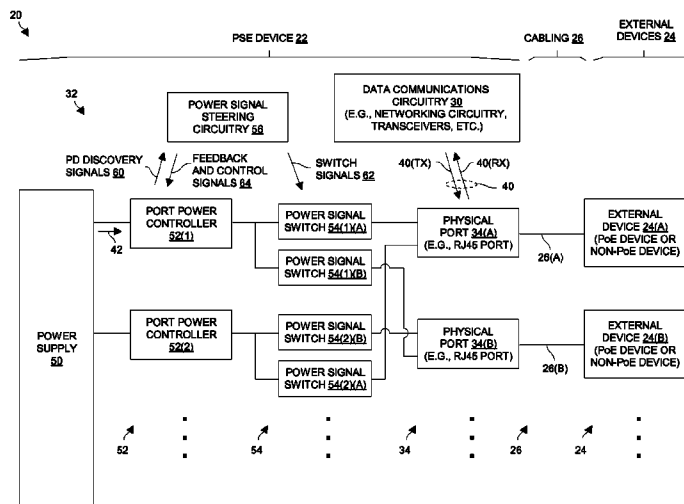 20
PSE DEVICE 22
CABLING 26
EXTERNAL
DEVICES 24
32
POWER SIGNAL
STEERING
CIRCUITRY 56
DATA COMMUNICATIONS
CIRCUITRY 30
(E.G., NETWORKING CIRCUITRY,
TRANSCEIVERS, ETC.)
PD DISCOVERY
SIGNALS 60
FEEDBACK
AND CONTROL
SIGNALS 64
SWITCH
SIGNALS 62
40(TX)
40(RX)
40
42
PORT POWER
CONTROLLER
52(1)
POWER SIGNAL
SWITCH 54(1)(A)
POWER SIGNAL
SWITCH 54(1)(B)
PHYSICAL
PORT 34(A)
(E.G., RJ45 PORT)
26(A)
EXTERNAL
DEVICE 24(A)
(PoE DEVICE OR
NON-PoE DEVICE)
POWER
SUPPLY
50
PORT POWER
CONTROLLER
52(2)
POWER SIGNAL
SWITCH 54(2)(B)
POWER SIGNAL
SWITCH 54(2)(A)
PHYSICAL
PORT 34(B)
(E.G., RJ45 PORT)
26(B)
EXTERNAL
DEVICE 24(B)
(PoE DEVICE OR
NON-PoE DEVICE)
52
54
34
26
24